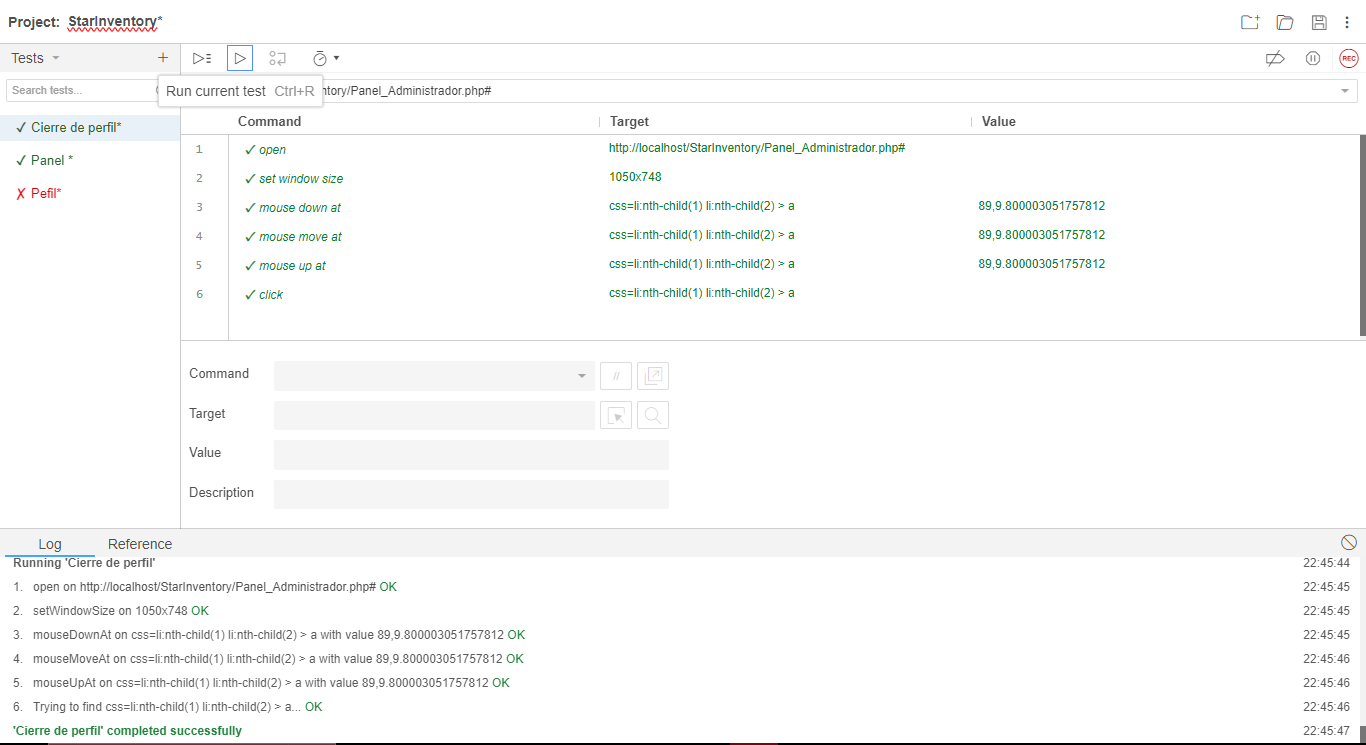 Project: StarInventory*
Tests
Run current test Ctrl+R
REC
Search tests...
ntory/Panel_Administrador.php#
Cierre de perfil*
Panel *
Pefil*
Command Target Value
1 open http://localhost/StarInventory/Panel_Administrador.php#
2 set window size 1050x748
3 mouse down at css=li:nth-child(1) li:nth-child(2) > a 89,9.800003051757812
4 mouse move at css=li:nth-child(1) li:nth-child(2) > a 89,9.800003051757812
5 mouse up at css=li:nth-child(1) li:nth-child(2) > a 89,9.800003051757812
6 click css=li:nth-child(1) li:nth-child(2) > a
Command //
Target
Value
Description
Log Reference
Running 'Cierre de perfil' 22:45:44
1. open on http://localhost/StarInventory/Panel_Administrador.php# OK 22:45:45
2. setWindowSize on 1050x748 OK 22:45:45
3. mouseDownAt on css=li:nth-child(1) li:nth-child(2) > a with value 89,9.800003051757812 OK 22:45:45
4. mouseMoveAt on css=li:nth-child(1) li:nth-child(2) > a with value 89,9.800003051757812 OK 22:45:46
5. mouseUpAt on css=li:nth-child(1) li:nth-child(2) > a with value 89,9.800003051757812 OK 22:45:46
6. Trying to find css=li:nth-child(1) li:nth-child(2) > a... OK 22:45:46
'Cierre de perfil' completed successfully 22:45:47